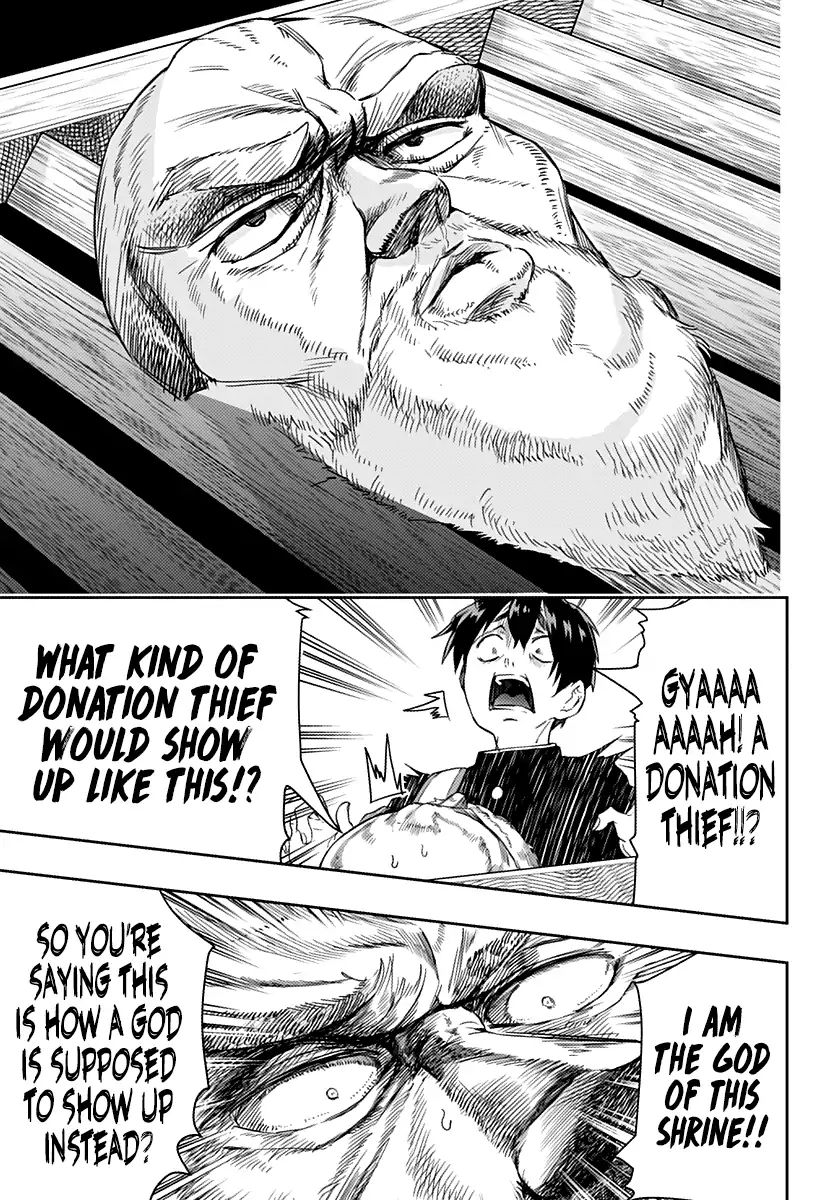 GYAAAA
AAAAH! A
DONATION
THIEF!!?
WHAT KIND OF
DONATION THIEF
WOULD SHOW
UP LIKE THIS!?
I AM
THE GOD
OF THIS
SHRINE!!
SO YOU'RE
SAYING THIS
IS HOW A GOD
IS SUPPOSED
TO SHOW UP
INSTEAD?